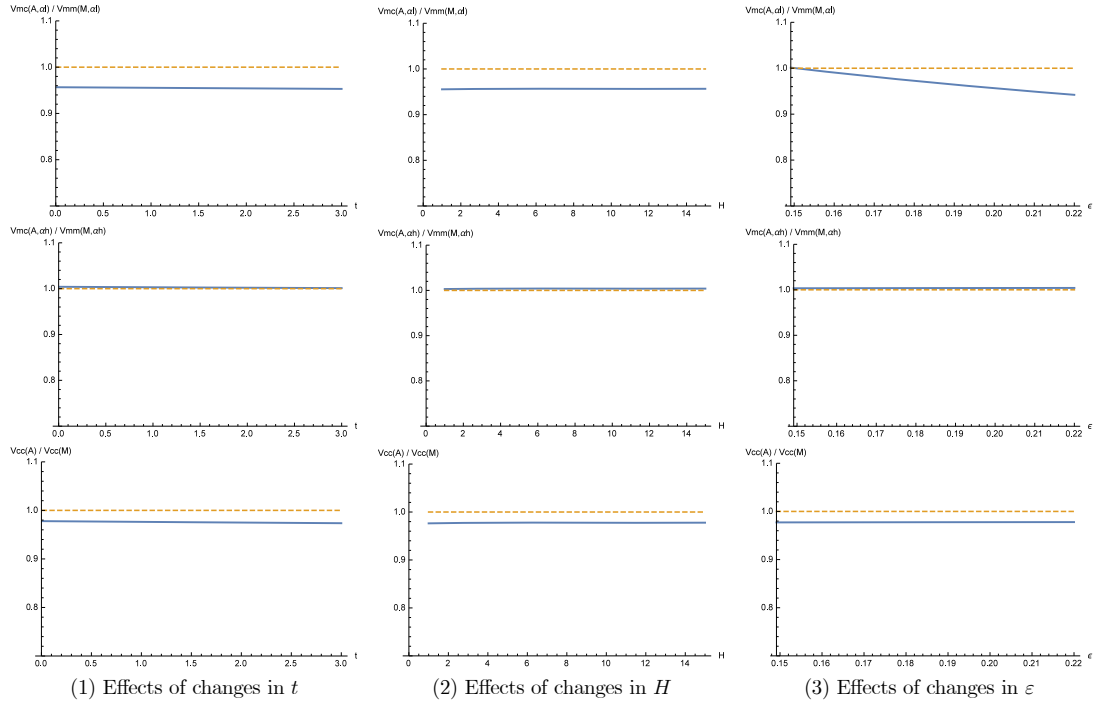 Vmc(A,αl) / Vmm(M,αl)
1.1
1.0
0.9
0.8
0.0 0.5 1.0 1.5 2.0 2.5 3.0 t
Vmc(A,αl) / Vmm(M,αl)
1.1
1.0
0.9
0.8
0 2 4 6 8 10 12 14 H
Vmc(A,αl) / Vmm(M,αl)
1.1
1.0
0.9
0.8
0.15 0.16 0.17 0.18 0.19 0.20 0.21 0.22 ϵ
Vmc(A,αh) / Vmm(M,αh)
1.1
1.0
0.9
0.8
0.0 0.5 1.0 1.5 2.0 2.5 3.0 t
Vmc(A,αh) / Vmm(M,αh)
1.1
1.0
0.9
0.8
0 2 4 6 8 10 12 14 H
Vmc(A,αh) / Vmm(M,αh)
1.1
1.0
0.9
0.8
0.15 0.16 0.17 0.18 0.19 0.20 0.21 0.22 ϵ
Vcc(A) / Vcc(M)
1.1
1.0
0.9
0.8
0.0 0.5 1.0 1.5 2.0 2.5 3.0 t
Vcc(A) / Vcc(M)
1.1
1.0
0.9
0.8
0 2 4 6 8 10 12 14 H
Vcc(A) / Vcc(M)
1.1
1.0
0.9
0.8
0.15 0.16 0.17 0.18 0.19 0.20 0.21 0.22 ϵ
(1) Effects of changes in t
(2) Effects of changes in H
(3) Effects of changes in ε